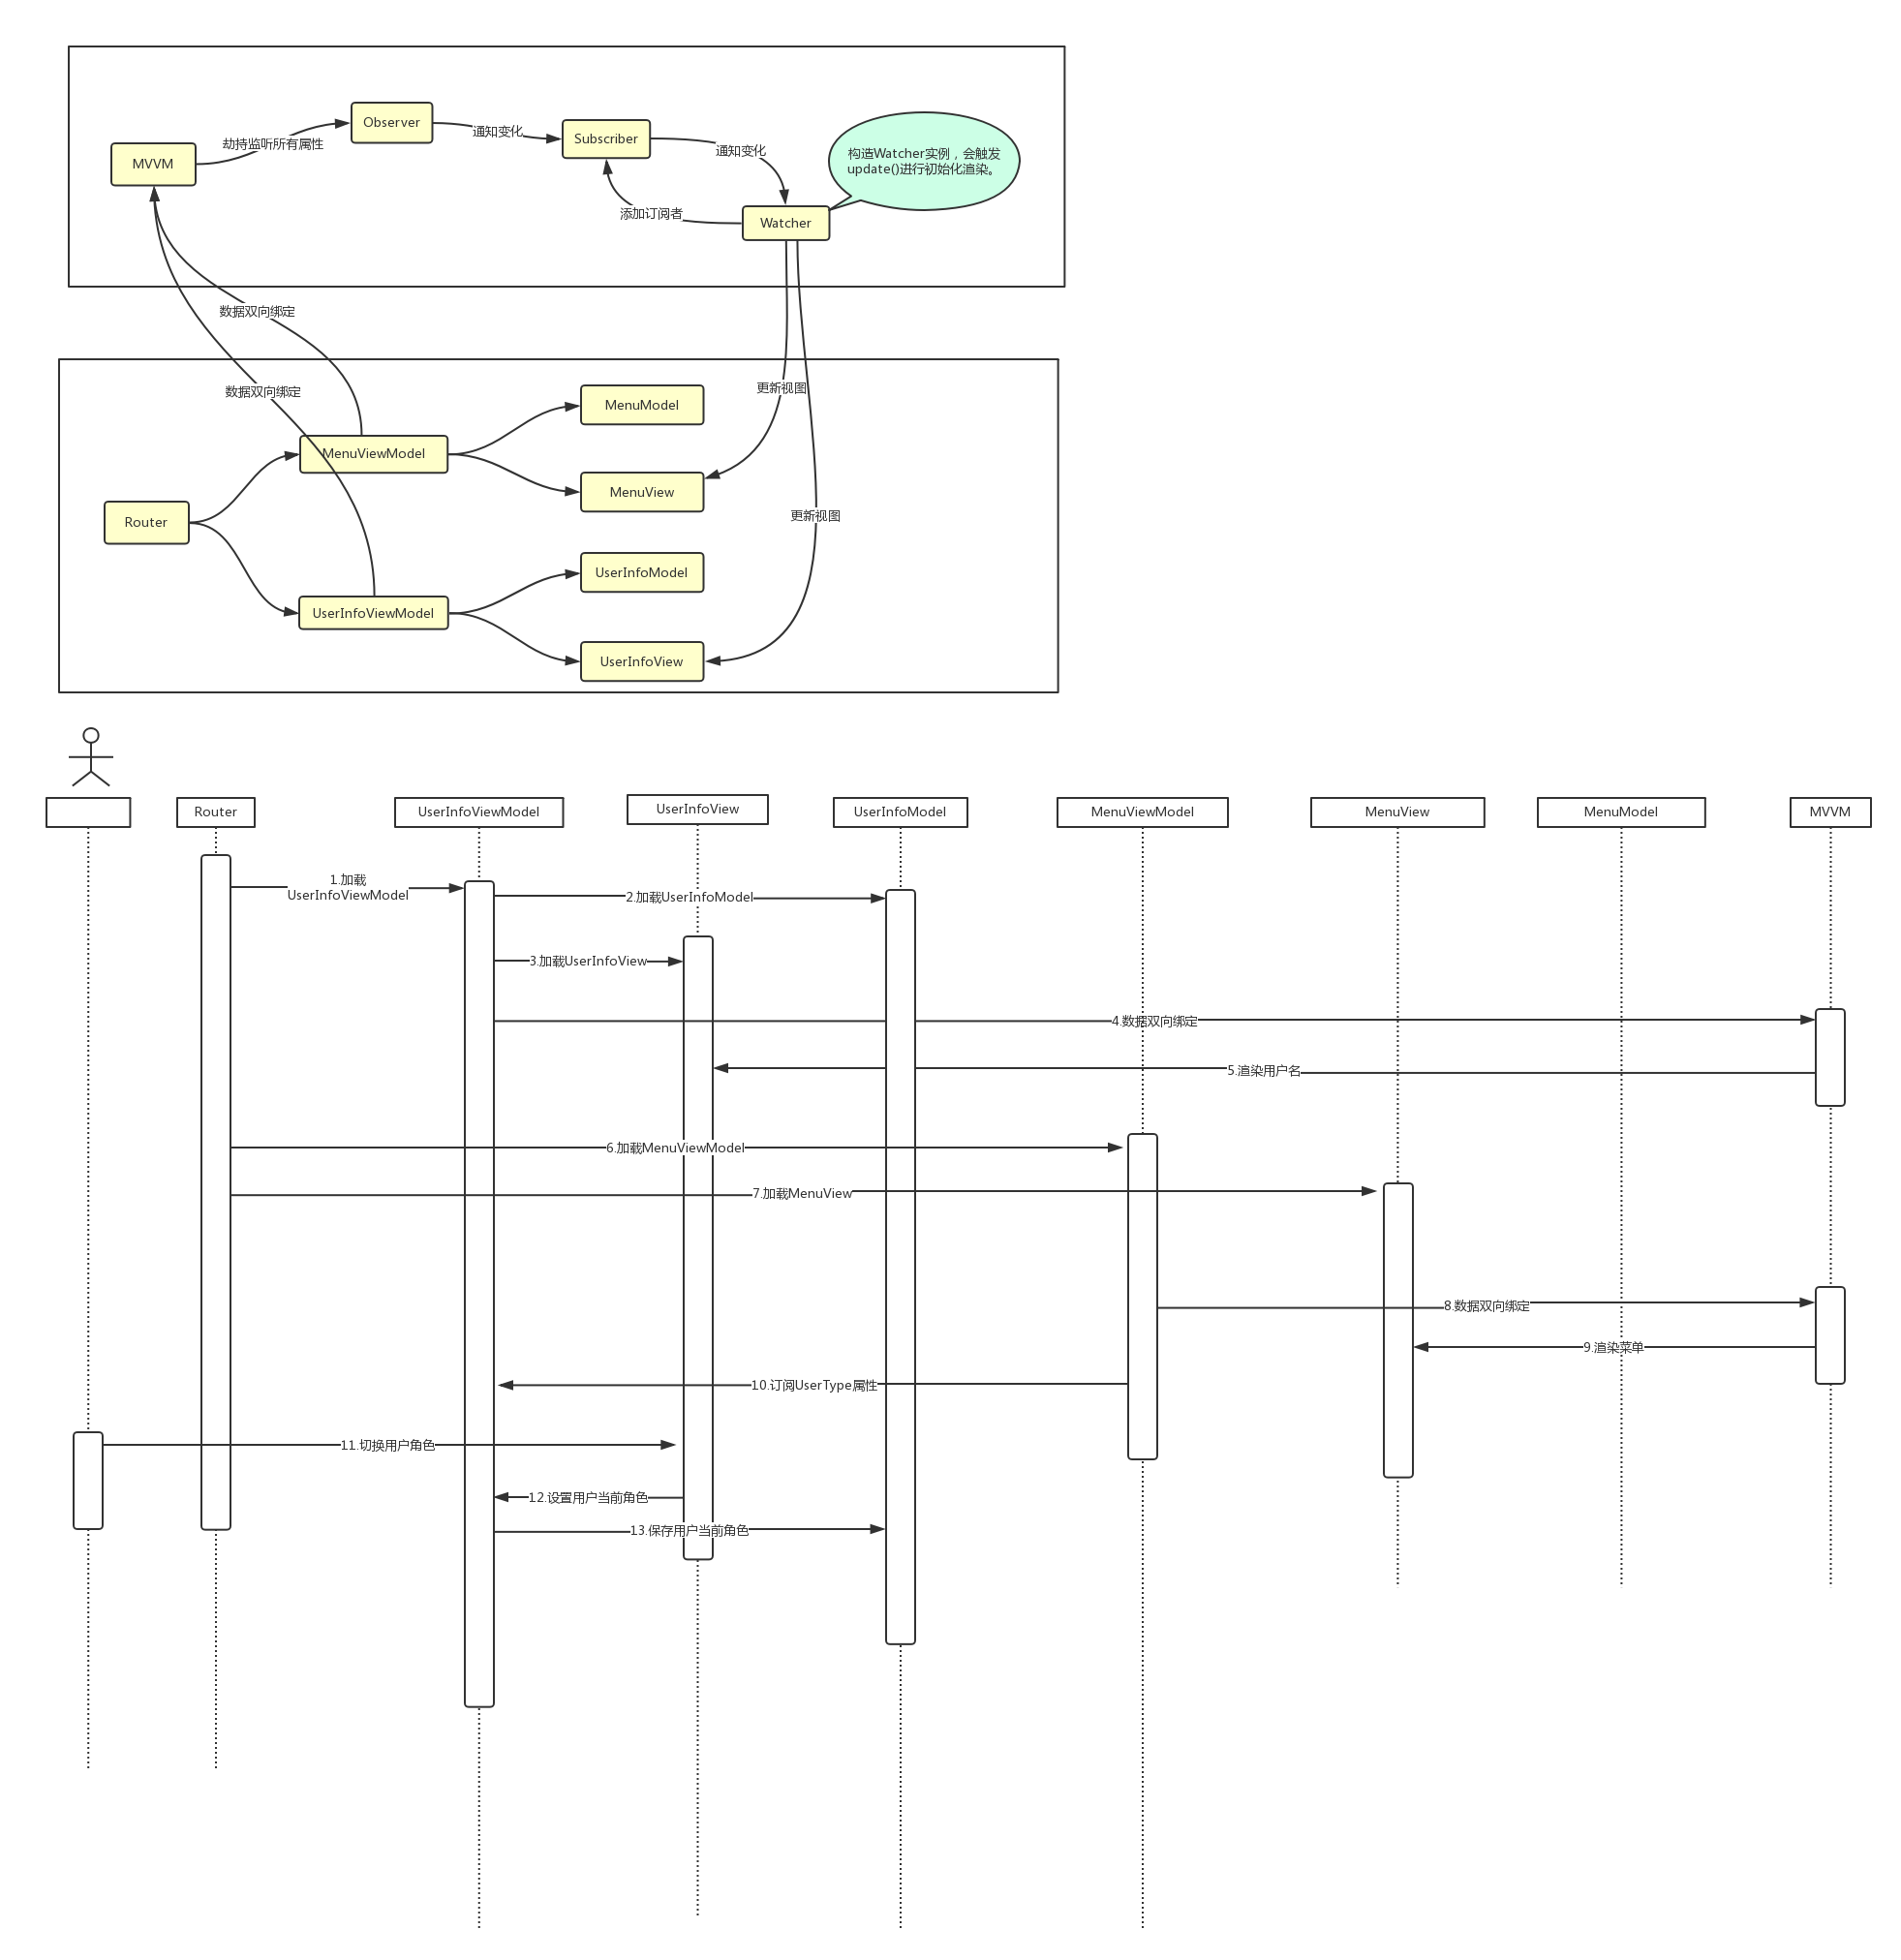 Observer
劫持监听所有属性
通知变化
Subscriber
MVVM
通知变化
构造Watcher实例，会触发
update()进行初始化渲染。
添加订阅者
Watcher
数据双向绑定
数据双向绑定
更新视图
MenuModel
MenuViewModel
MenuView
Router
更新视图
UserInfoModel
UserInfoViewModel
UserInfoView
Router
UserInfoViewModel
UserInfoView
UserInfoModel
MenuViewModel
MenuView
MenuModel
MVVM
1.加载
UserInfoViewModel
2.加载UserInfoModel
3.加载UserInfoView
4.数据双向绑定
5.渲染用户名
6.加载MenuViewModel
7.加载MenuView
8.数据双向绑定
9.渲染菜单
10.订阅UserType属性
11.切换用户角色
12.设置用户当前角色
13.保存用户当前角色